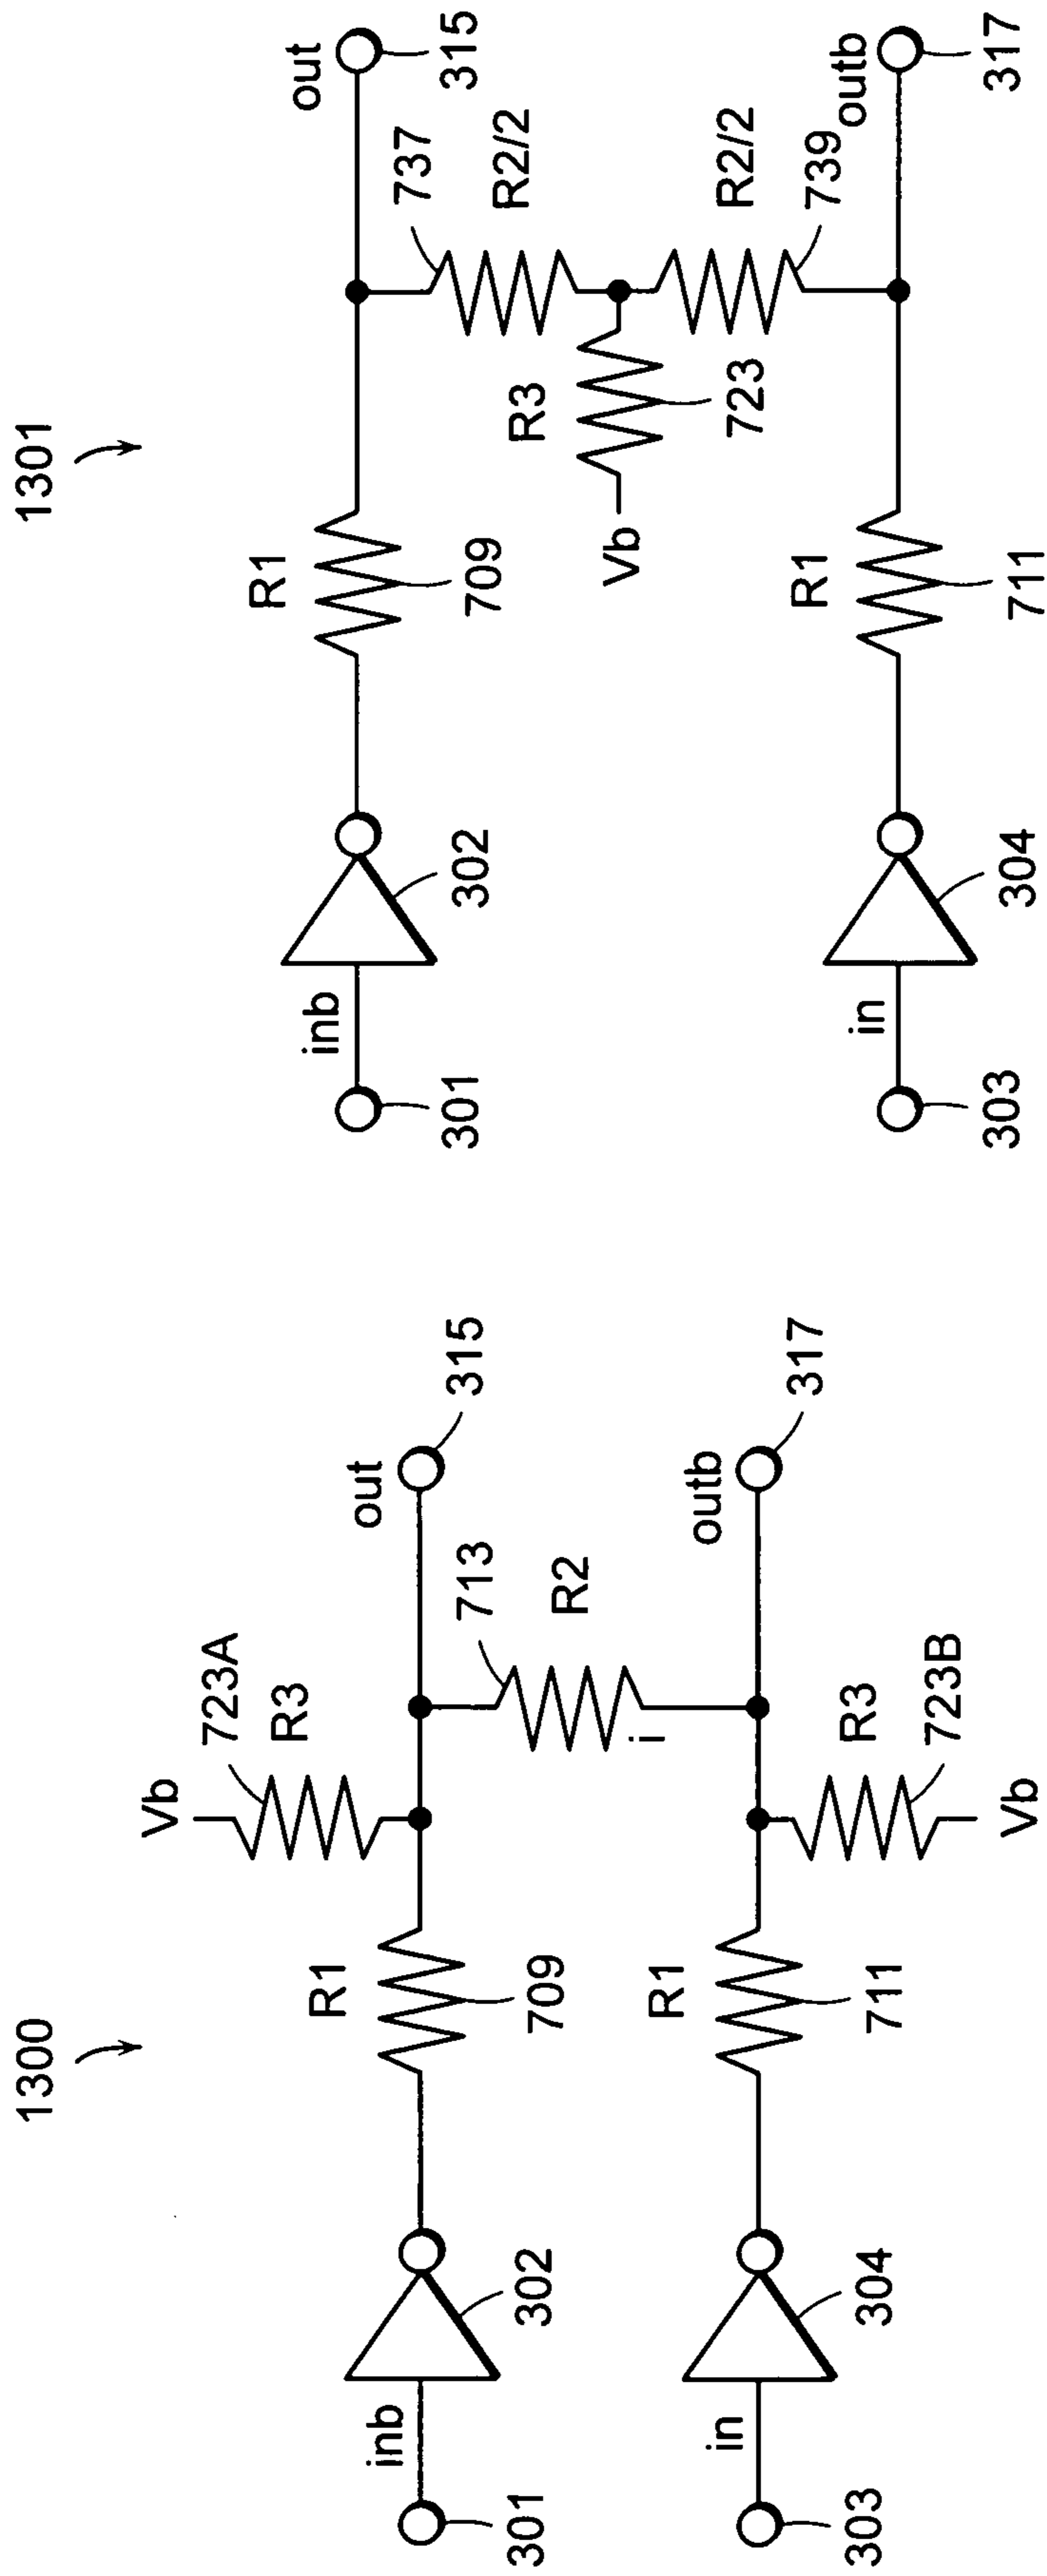 1300
Vb
723A
R3
inb
301
302
R1
709
713
R2
i
out
315
in
303
304
R1
711
R3
723B
Vb
outb
317
1301
inb
301
302
R1
709
out
315
737
R2/2
R3
723
Vb
R2/2
739
in
303
304
R1
711
outb
317